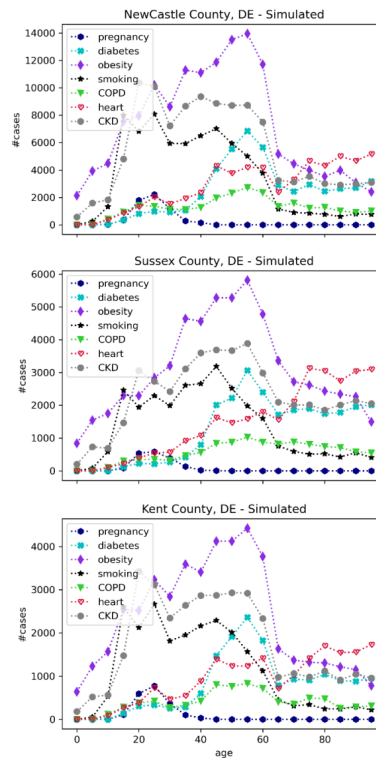 NewCastle County, DE - Simulated
14000
12000
10000
8000
6000
4000
2000
0
#cases
pregnancy
diabetes
obesity
smoking
COPD
heart
CKD
Sussex County, DE - Simulated
6000
5000
4000
3000
2000
1000
0
#cases
pregnancy
diabetes
obesity
smoking
COPD
heart
CKD
Kent County, DE - Simulated
4000
3000
2000
1000
0
#cases
pregnancy
diabetes
obesity
smoking
COPD
heart
CKD
0 20 40 60 80
age